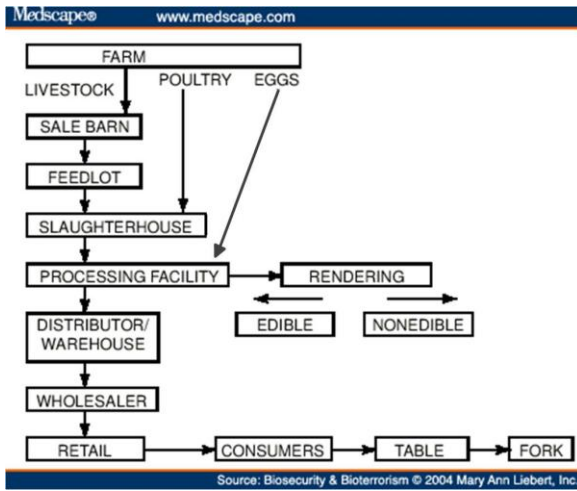 Medscape® www.medscape.com
FARM
LIVESTOCK POULTRY EGGS
SALE BARN
FEEDLOT
SLAUGHTERHOUSE
PROCESSING FACILITY RENDERING
EDIBLE NONEDIBLE
DISTRIBUTOR/
WAREHOUSE
WHOLESALER
RETAIL CONSUMERS TABLE FORK
Source: Biosecurity & Bioterrorism © 2004 Mary Ann Liebert, Inc